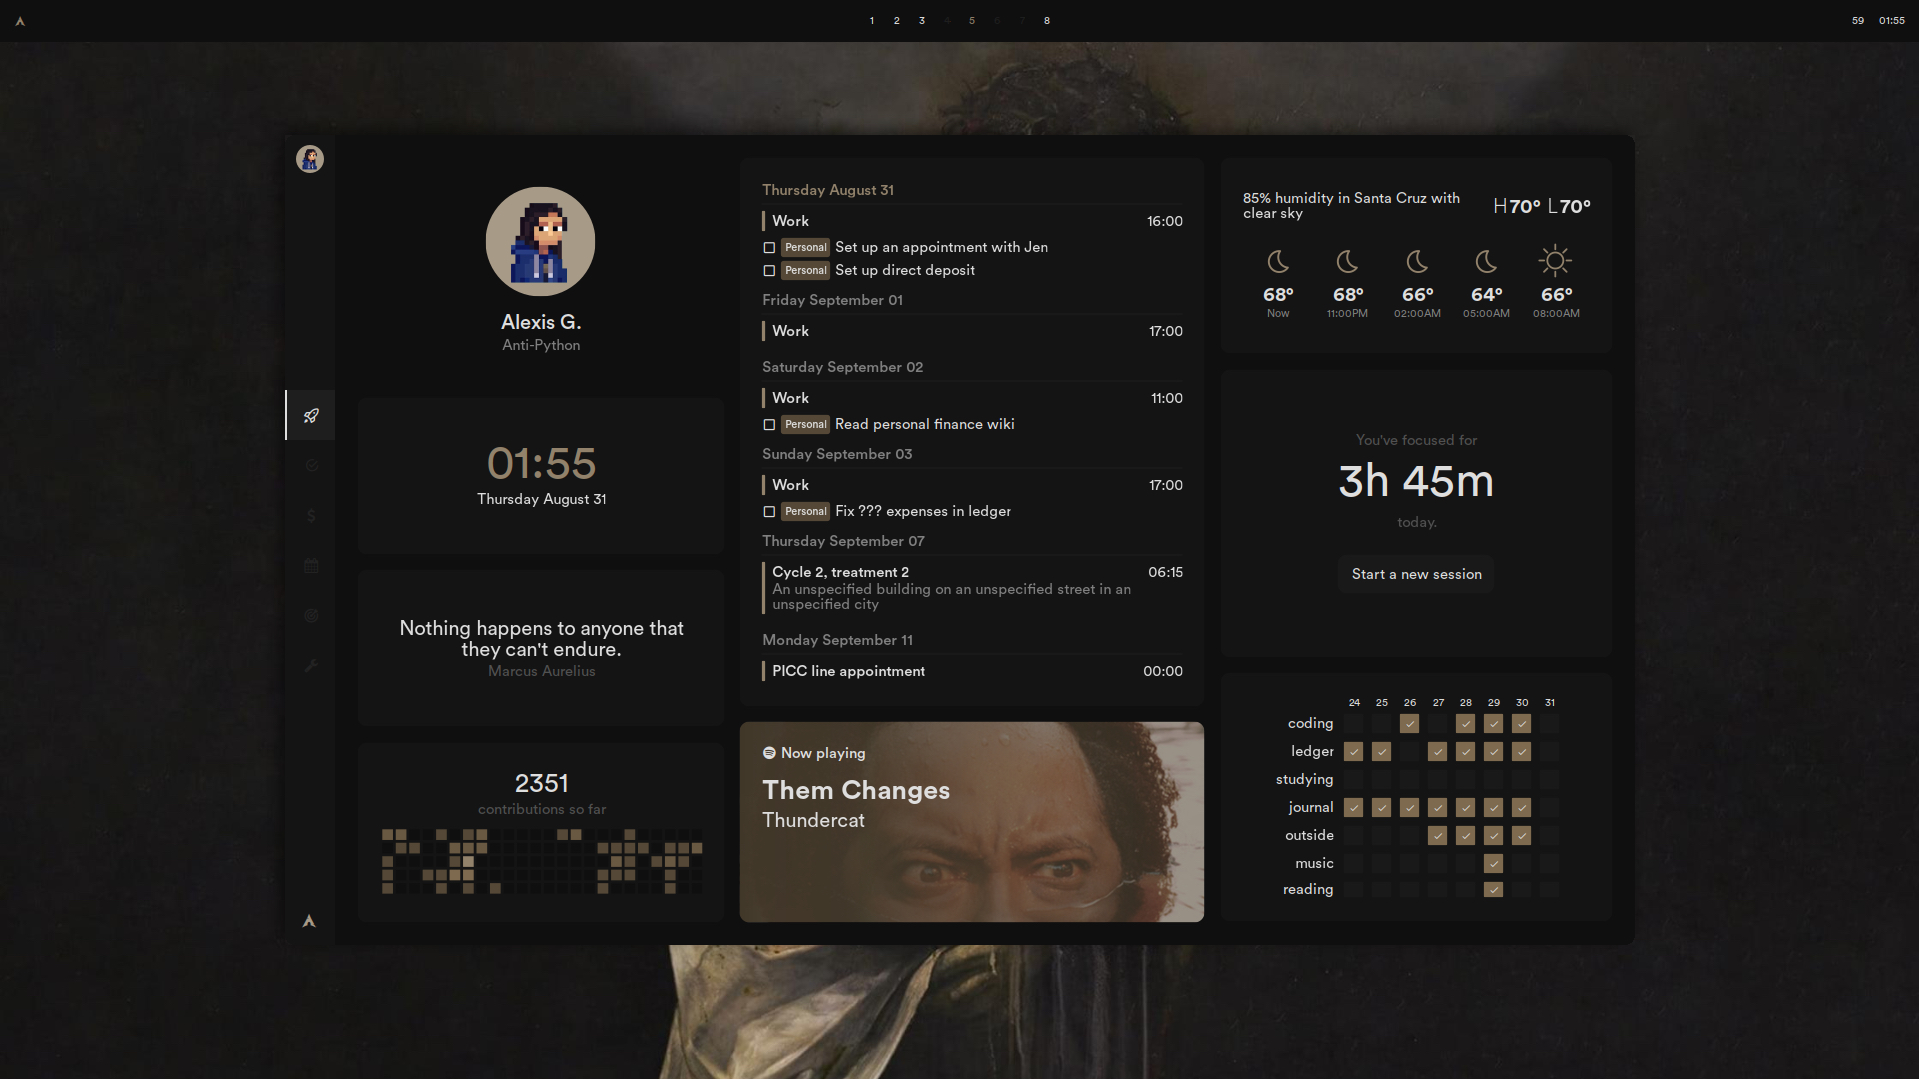 1 2 3 4 5 6 7 8
59 01:55
Alexis G.
Anti-Python
01:55
Thursday August 31
Nothing happens to anyone that
they can't endure.
Marcus Aurelius
2351
contributions so far
Thursday August 31
Work 16:00
Personal Set up an appointment with Jen
Personal Set up direct deposit
Friday September 01
Work 17:00
Saturday September 02
Work 11:00
Personal Read personal finance wiki
Sunday September 03
Work 17:00
Personal Fix ??? expenses in ledger
Thursday September 07
Cycle 2, treatment 2 06:15
An unspecified building on an unspecified street in an
unspecified city
Monday September 11
PICC line appointment 00:00
Now playing
Them Changes
Thundercat
85% humidity in Santa Cruz with
clear sky
H70° L70°
68° 68° 66° 64° 66°
Now 11:00PM 02:00AM 05:00AM 08:00AM
You've focused for
3h 45m
today.
Start a new session
24 25 26 27 28 29 30 31
coding
ledger
studying
journal
outside
music
reading